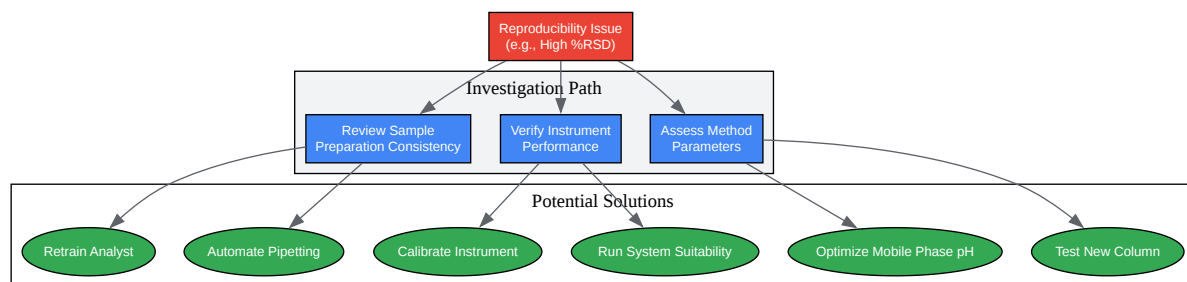 Reproducibility Issue
(e.g., High %RSD)
Investigation Path
Review Sample
Preparation Consistency
Verify Instrument
Performance
Assess Method
Parameters
Potential Solutions
Retrain Analyst
Automate Pipetting
Calibrate Instrument
Run System Suitability
Optimize Mobile Phase pH
Test New Column